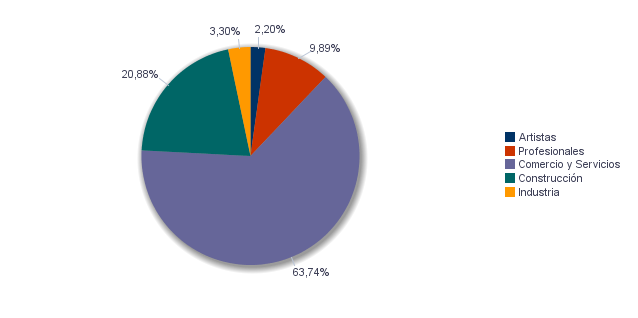 3,30%
2,20%
9,89%
20,88%
63,74%
Artistas
Profesionales
Comercio y Servicios
Construcción
Industria